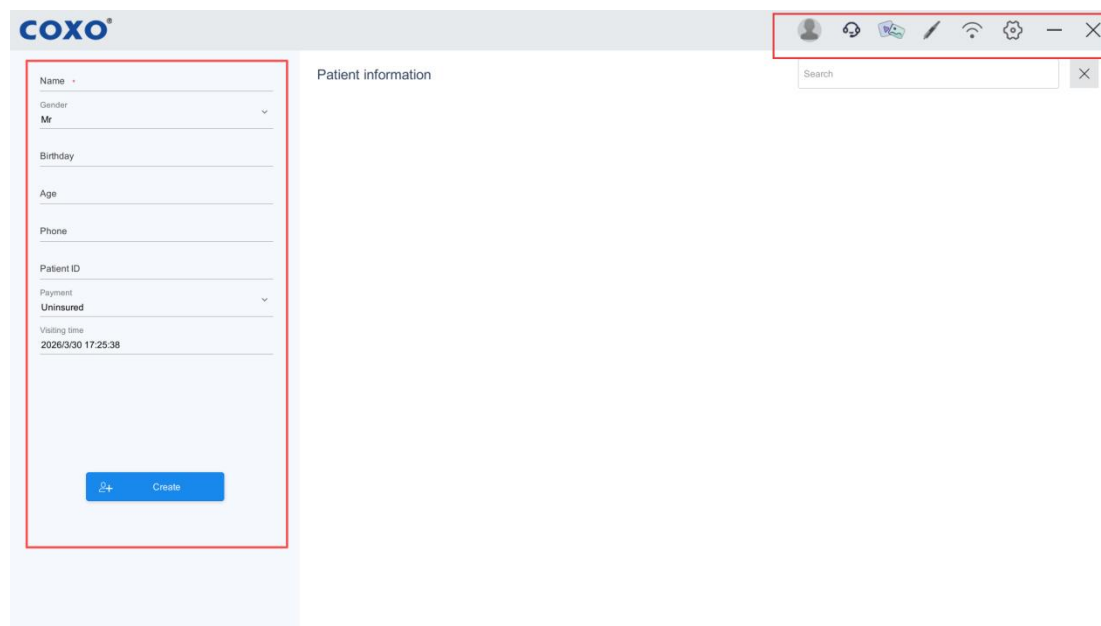 COXO®
Name *
Gender
Mr
Birthday
Age
Phone
Patient ID
Payment
Uninsured
Visiting time
2026/3/30 17:25:38
Create
Patient information
Search